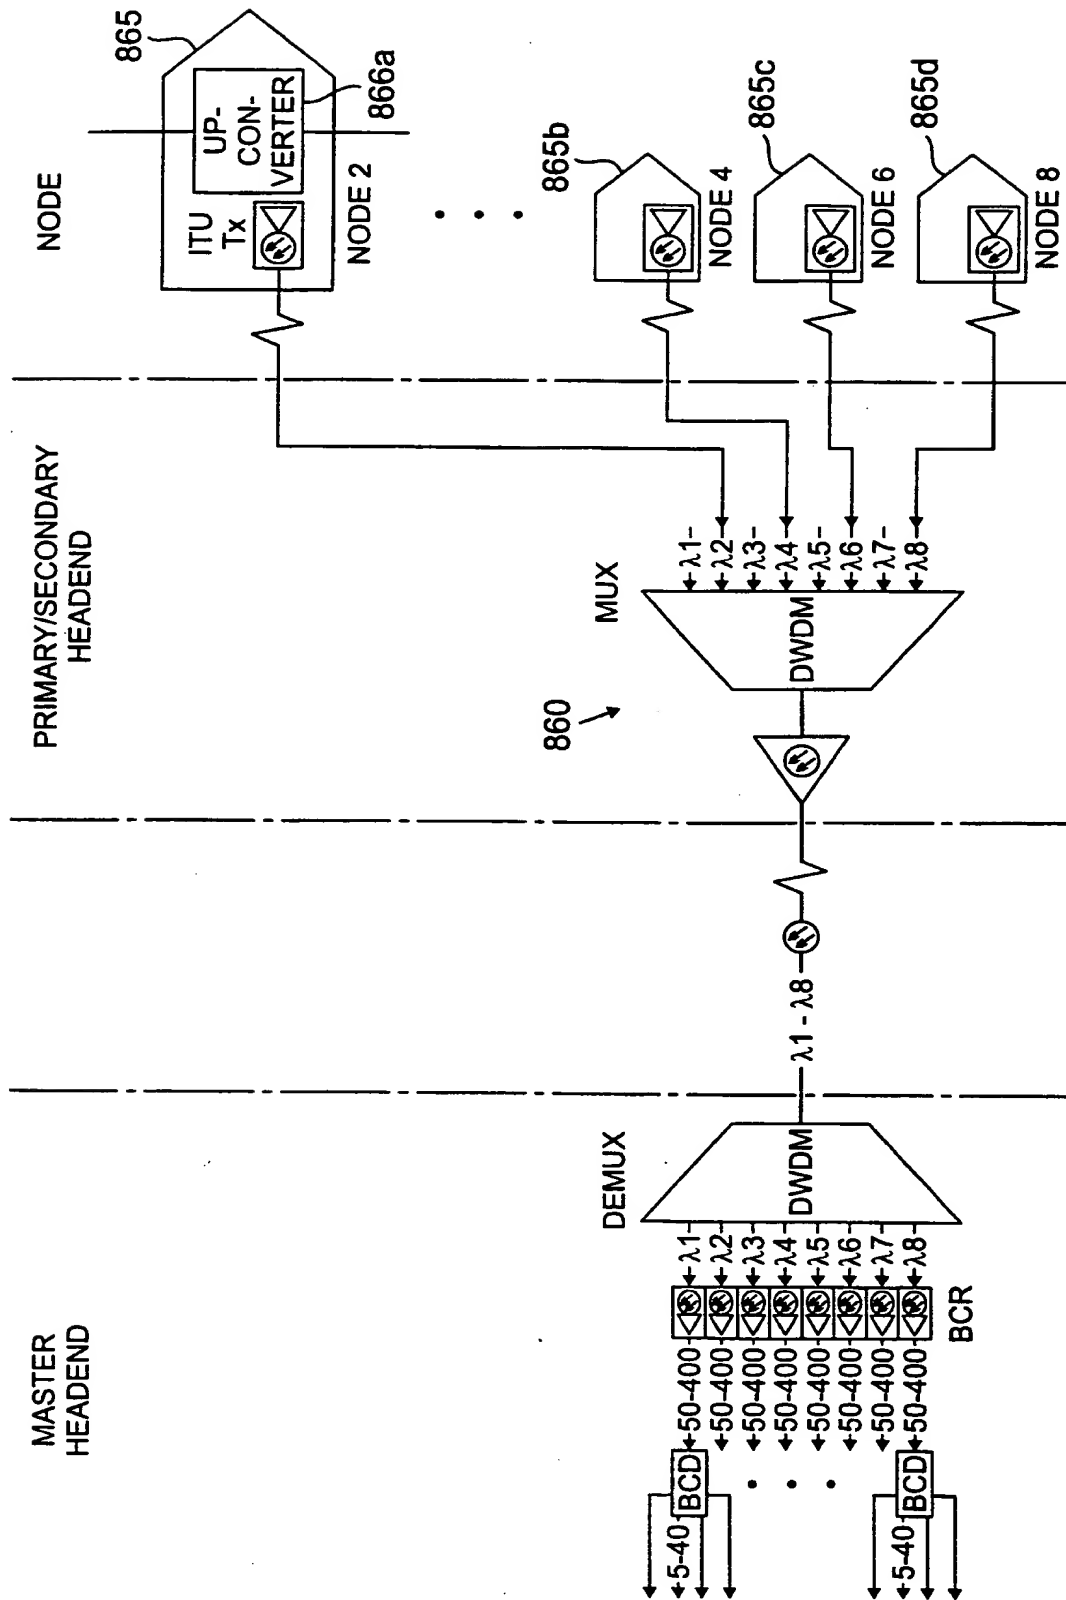 MASTER
HEADEND
PRIMARY/SECONDARY
HEADEND
NODE
865
UP-
CON-
VERTER
866a
ITU
Tx
NODE 2
865b
NODE 4
865c
NODE 6
865d
NODE 8
860
MUX
DWDM
λ1
λ2
λ3
λ4
λ5
λ6
λ7
λ8
λ1 - λ8
DEMUX
DWDM
λ1
λ2
λ3
λ4
λ5
λ6
λ7
λ8
BCR
50-400
50-400
50-400
50-400
50-400
50-400
50-400
50-400
BCD
5-40
BCD
5-40